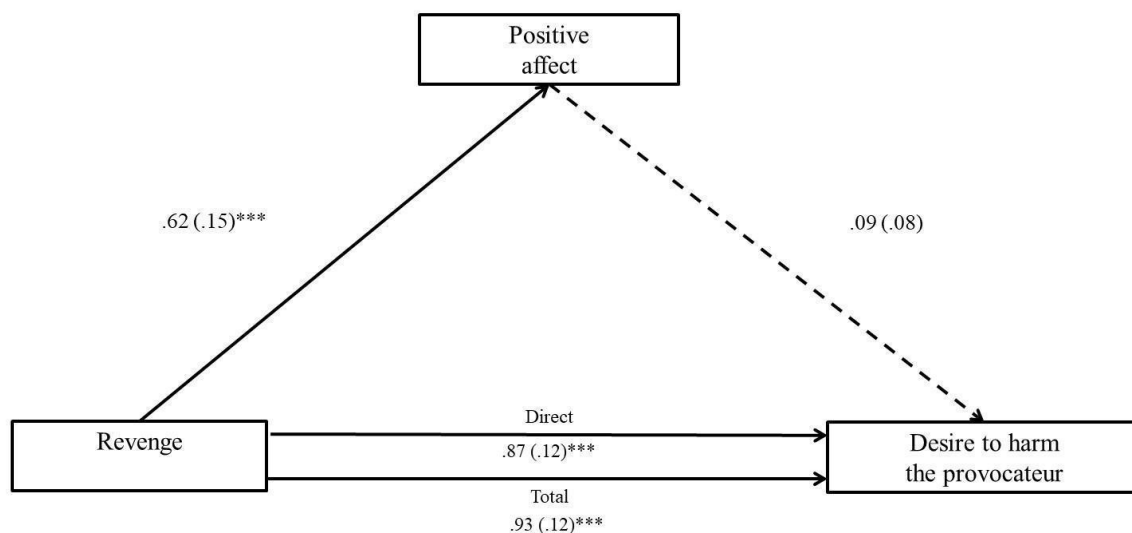 Positive
affect
.62 (.15)***
.09 (.08)
Revenge
Direct
.87 (.12)***
Total
.93 (.12)***
Desire to harm
the provocateur